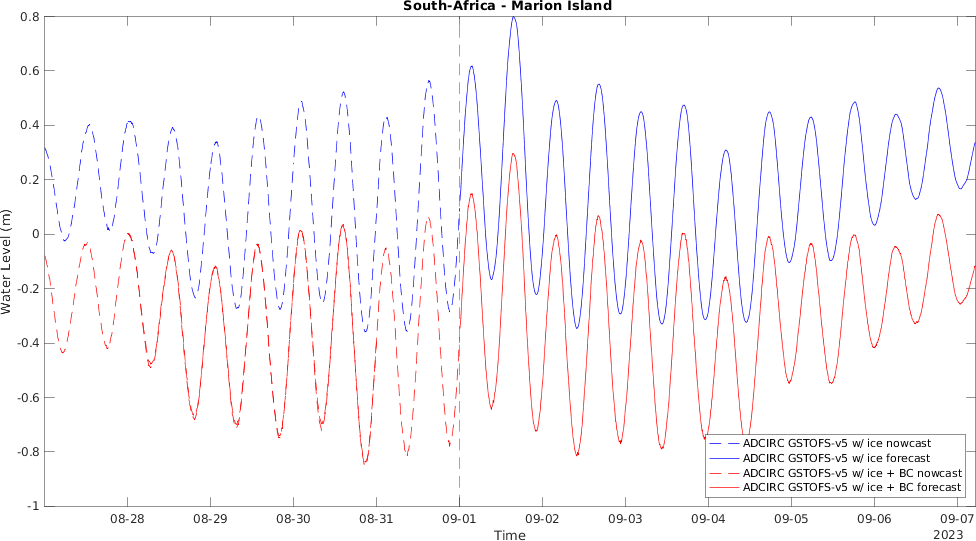 South-Africa - Marion Island
Water Level (m)
0.8
0.6
0.4
0.2
0
-0.2
-0.4
-0.6
-0.8
-1
ADCIRC GSTOFS-v5 w/ ice nowcast
ADCIRC GSTOFS-v5 w/ ice forecast
ADCIRC GSTOFS-v5 w/ ice + BC nowcast
ADCIRC GSTOFS-v5 w/ ice + BC forecast
08-28 08-29 08-30 08-31 09-01 09-02 09-03 09-04 09-05 09-06 09-07
Time
2023